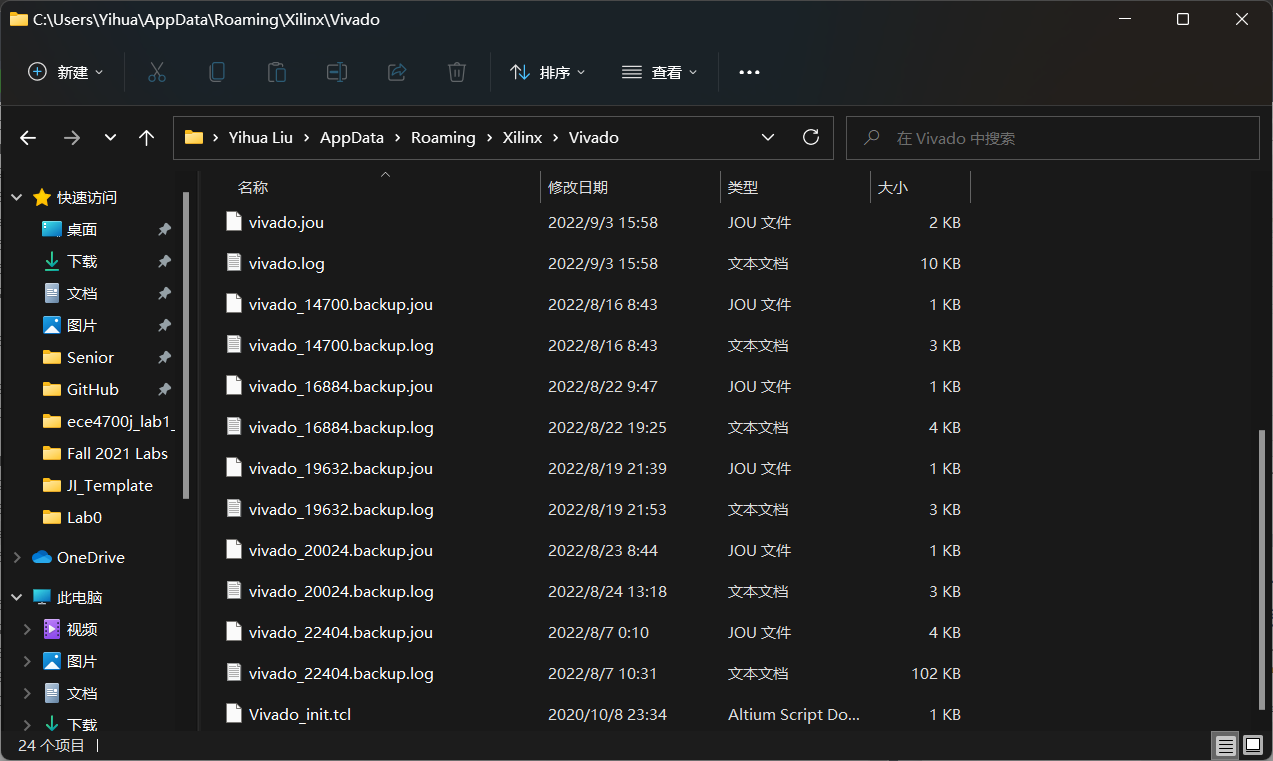 C:\Users\Yihua\AppData\Roaming\Xilinx\Vivado
新建 排序 查看
Yihua Liu AppData Roaming Xilinx Vivado 在 Vivado 中搜索
快速访问
桌面
下载
文档
图片
Senior
GitHub
ece4700j_lab1_
Fall 2021 Labs
JI_Template
Lab0
OneDrive
此电脑
视频
图片
文档
下载
名称 修改日期 类型 大小
vivado.jou 2022/9/3 15:58 JOU 文件 2 KB
vivado.log 2022/9/3 15:58 文本文档 10 KB
vivado_14700.backup.jou 2022/8/16 8:43 JOU 文件 1 KB
vivado_14700.backup.log 2022/8/16 8:43 文本文档 3 KB
vivado_16884.backup.jou 2022/8/22 9:47 JOU 文件 1 KB
vivado_16884.backup.log 2022/8/22 19:25 文本文档 4 KB
vivado_19632.backup.jou 2022/8/19 21:39 JOU 文件 1 KB
vivado_19632.backup.log 2022/8/19 21:53 文本文档 3 KB
vivado_20024.backup.jou 2022/8/23 8:44 JOU 文件 1 KB
vivado_20024.backup.log 2022/8/24 13:18 文本文档 3 KB
vivado_22404.backup.jou 2022/8/7 0:10 JOU 文件 4 KB
vivado_22404.backup.log 2022/8/7 10:31 文本文档 102 KB
Vivado_init.tcl 2020/10/8 23:34 Altium Script Do... 1 KB
24 个项目